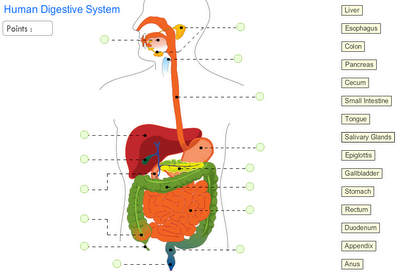 Human Digestive System
Points :
Liver
Esophagus
Colon
Pancreas
Cecum
Small Intestine
Tongue
Salivary Glands
Epiglottis
Gallbladder
Stomach
Rectum
Duodenum
Appendix
Anus